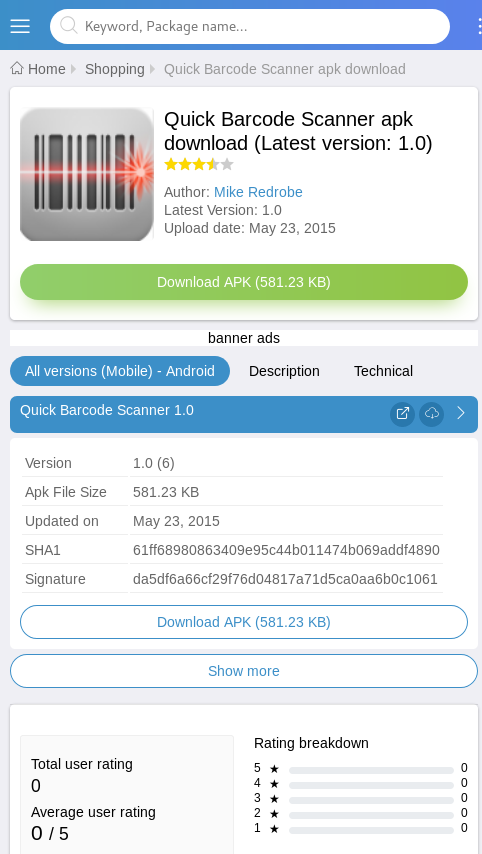 Keyword, Package name...
Home Shopping Quick Barcode Scanner apk download
Quick Barcode Scanner apk
download (Latest version: 1.0)
Author: Mike Redrobe
Latest Version: 1.0
Upload date: May 23, 2015
Download APK (581.23 KB)
banner ads
All versions (Mobile) - Android Description Technical
Quick Barcode Scanner 1.0
Version 1.0 (6)
Apk File Size 581.23 KB
Updated on May 23, 2015
SHA1 61ff68980863409e95c44b011474b069addf4890
Signature da5df6a66cf29f76d04817a71d5ca0aa6b0c1061
Download APK (581.23 KB)
Show more
Total user rating
0
Average user rating
0 / 5
Rating breakdown
5 ★ 0
4 ★ 0
3 ★ 0
2 ★ 0
1 ★ 0